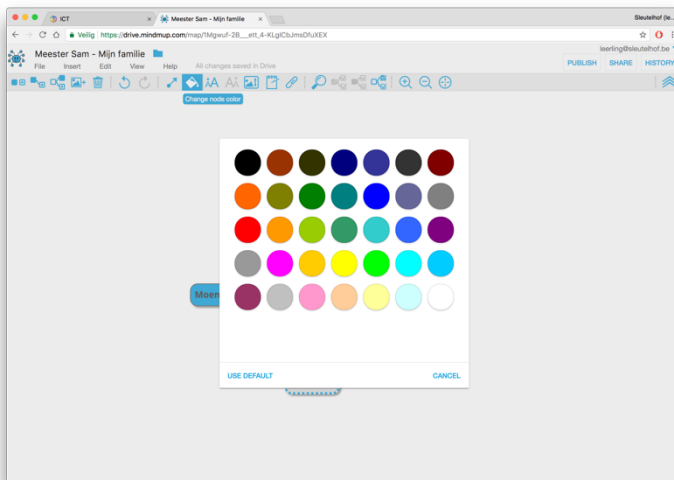 ICT
Meester Sam - Mijn familie
Sleutelhof (le...
Veilig
https://drive.mindmup.com/map/1Mgwuf-2B__ett_4-KLgICbJmsDfuXEX
Meester Sam - Mijn familie
leerling@sleutelhof.be
File Insert Edit View Help All changes saved in Drive
PUBLISH SHARE HISTORY
Change node color
Moe
USE DEFAULT CANCEL